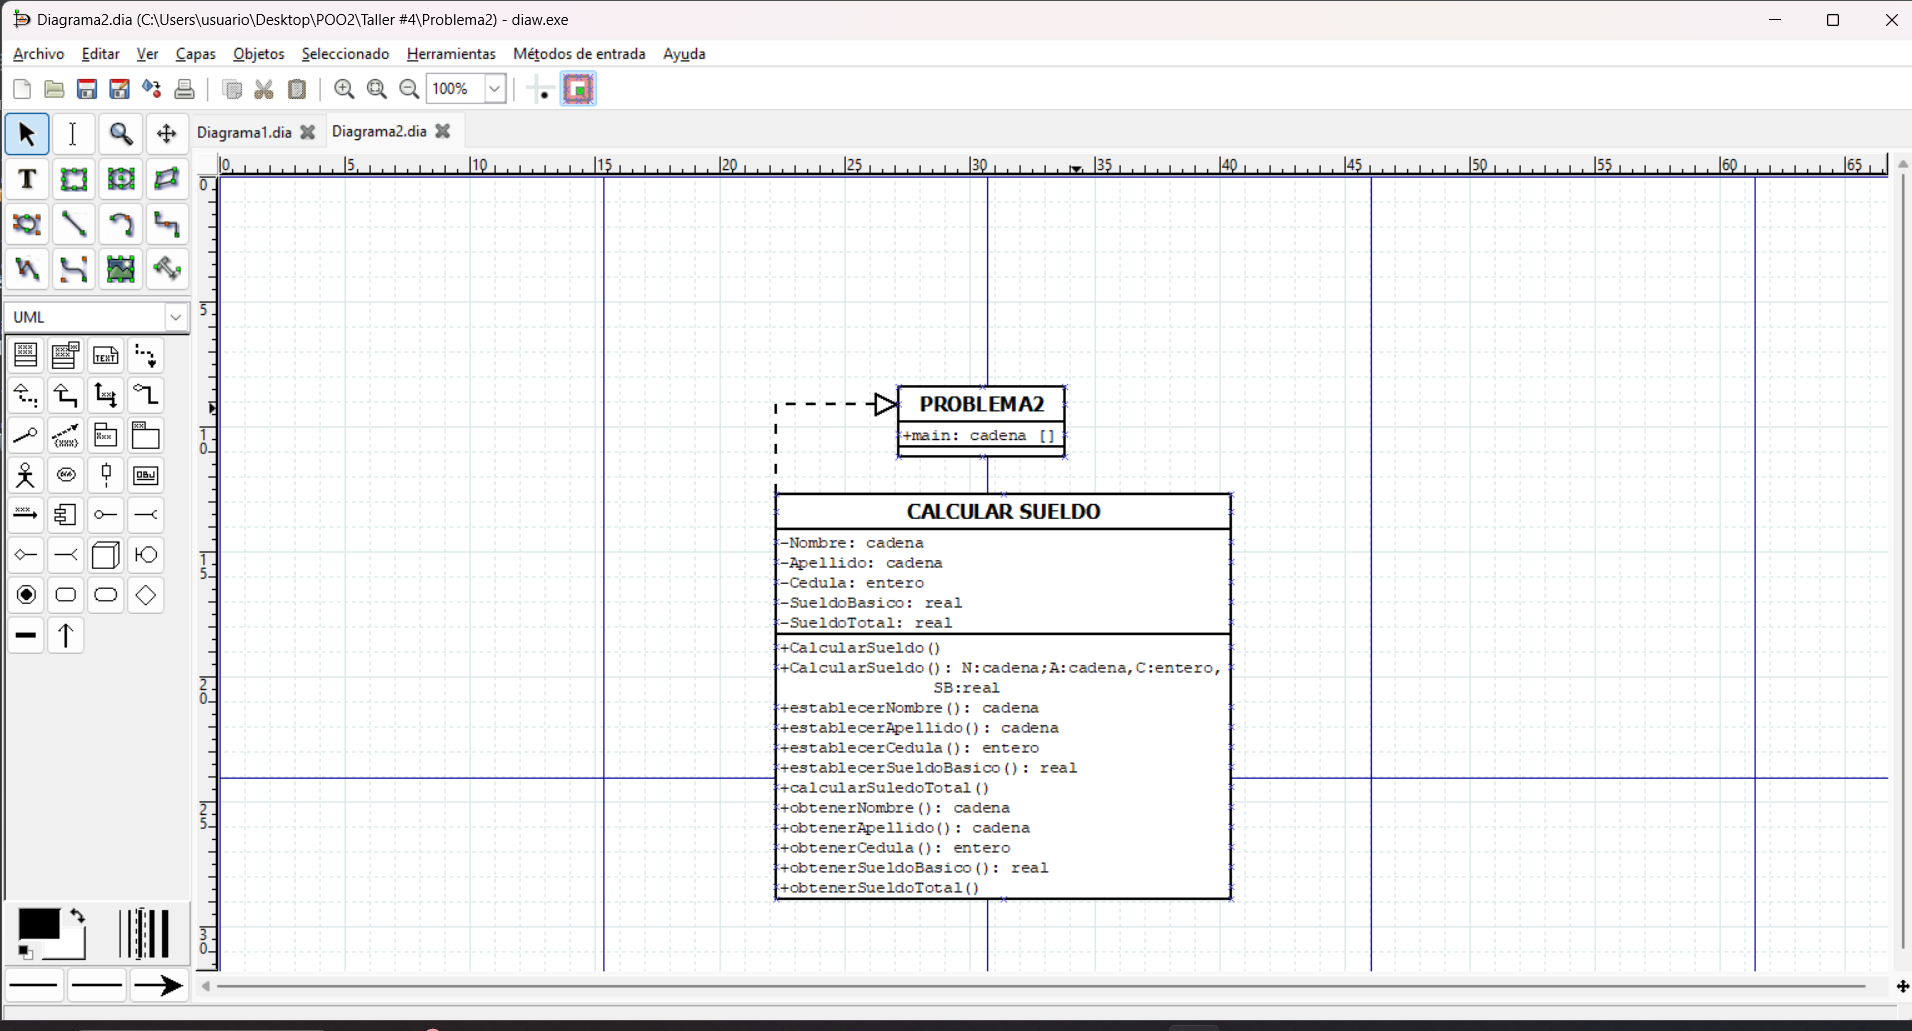 Diagrama2.dia (C:\Users\usuario\Desktop\POO2\Taller #4\Problema2) - diaw.exe
Archivo Editar Ver Capas Objetos Seleccionado Herramientas Métodos de entrada Ayuda
100%
Diagrama1.dia Diagrama2.dia
0 5 10 15 20 25 30 35 40 45 50 55 60 65
T
UML
0
5
10
15
20
25
30
TEXT
OBJ
PROBLEMA2
+main: cadena []
CALCULAR SUELDO
-Nombre: cadena
-Apellido: cadena
-Cedula: entero
-SueldoBasico: real
-SueldoTotal: real
+CalcularSueldo()
+CalcularSueldo(): N:cadena;A:cadena,C:entero,
SB:real
+establecerNombre(): cadena
+establecerApellido(): cadena
+establecerCedula(): entero
+establecerSueldoBasico(): real
+calcularSuledoTotal()
+obtenerNombre(): cadena
+obtenerApellido(): cadena
+obtenerCedula(): entero
+obtenerSueldoBasico(): real
+obtenerSueldoTotal()